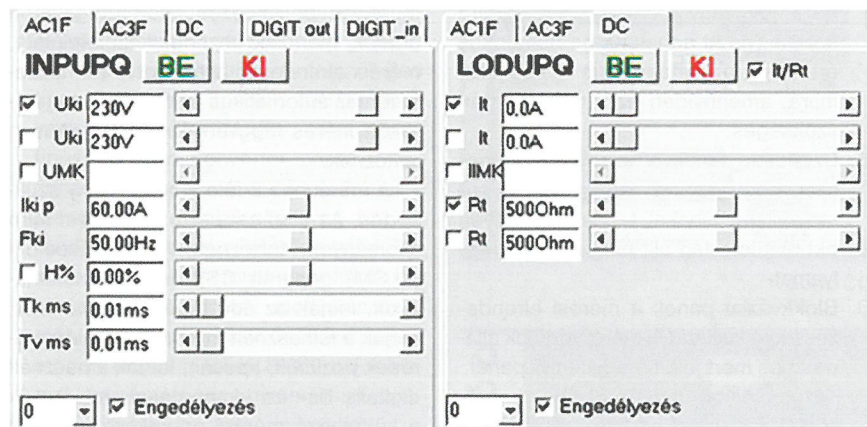 AC1F AC3F DC DIGIT out DIGIT_in
INPUPQ BE KI
Uki 230V
Uki 230V
UMK
Iki p 60,00A
Fki 50,00Hz
H% 0,00%
Tk ms 0,01ms
Tv ms 0,01ms
0 Engedélyezés
AC1F AC3F DC
LODUPQ BE KI It/Rt
It 0,0A
It 0.0A
IIMK
Rt 500Ohm
Rt 500Ohm
0 Engedélyezés